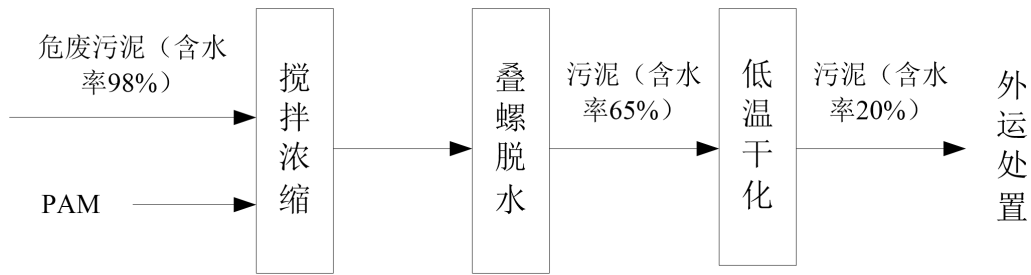 危废污泥（含水
率98%）
PAM
搅拌浓缩
叠螺脱水
污泥（含水
率65%）
低温干化
污泥（含水
率20%）
外运处置